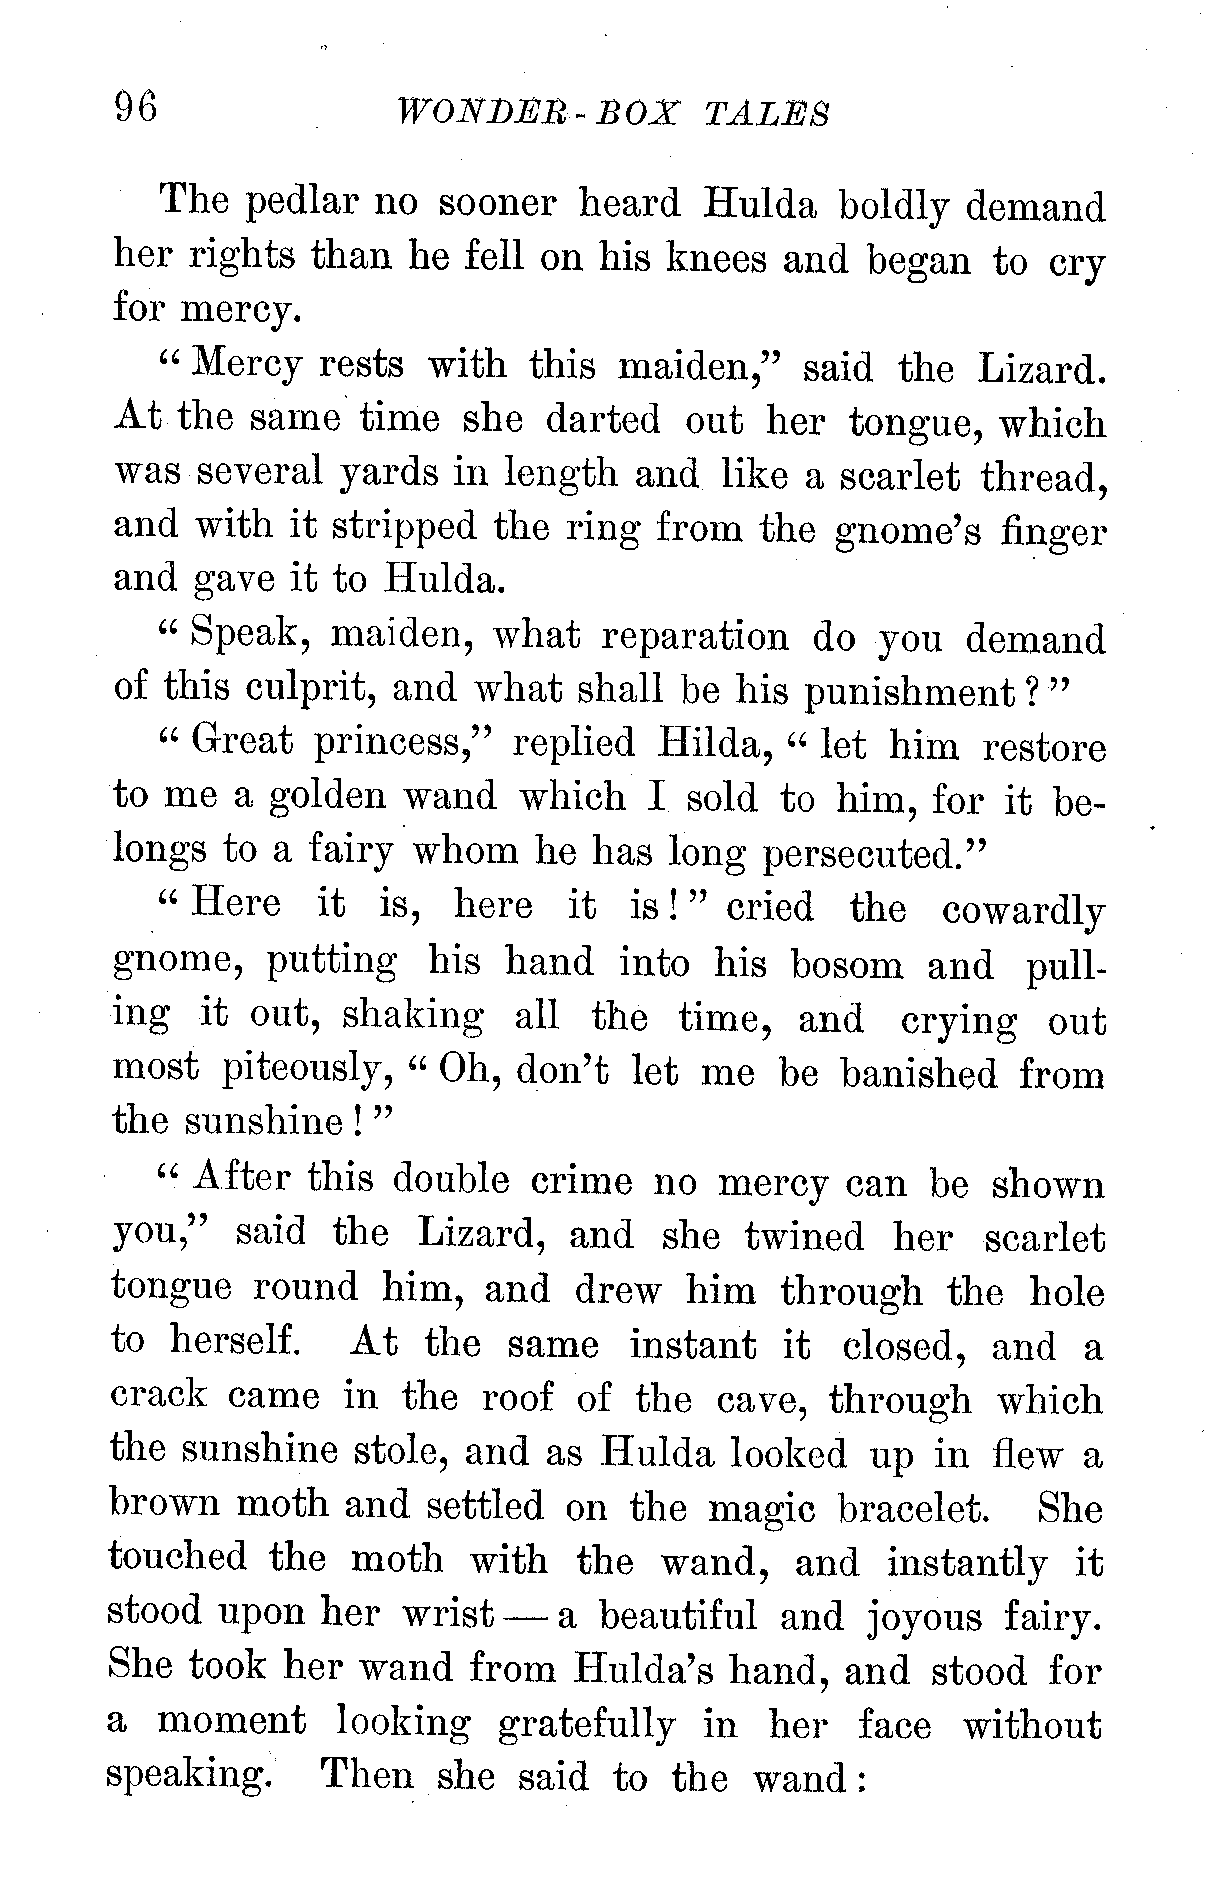 96 WONDER-BOX TALES
The pedlar no sooner heard Hulda boldly demand
her rights than he fell on his knees and began to cry
for mercy.
“ Mercy rests with this maiden,” said the Lizard.
At the same time she darted out her tongue, which
was several yards in length and like a scarlet thread,
and with it stripped the ring from the gnome’s finger
and gave it to Hulda.
“ Speak, maiden, what reparation do you demand
of this culprit, and what shall be his punishment ? ”
“ Great princess,” replied Hilda, “ let him restore
to me a golden wand which I sold to him, for it be-
longs to a fairy whom he has long persecuted.”
“ Here it is, here it is ! ” cried the cowardly
gnome, putting his hand into his bosom and pull-
ing it out, shaking all the time, and crying out
most piteously, “ Oh, don’t let me be banished from
the sunshine ! ”
“ After this double crime no mercy can be shown
you,” said the Lizard, and she twined her scarlet
tongue round him, and drew him through the hole
to herself. At the same instant it closed, and a
crack came in the roof of the cave, through which
the sunshine stole, and as Hulda looked up in flew a
brown moth and settled on the magic bracelet. She
touched the moth with the wand, and instantly it
stood upon her wrist — a beautiful and joyous fairy.
She took her wand from Hulda’s hand, and stood for
a moment looking gratefully in her face without
speaking. Then she said to the wand :